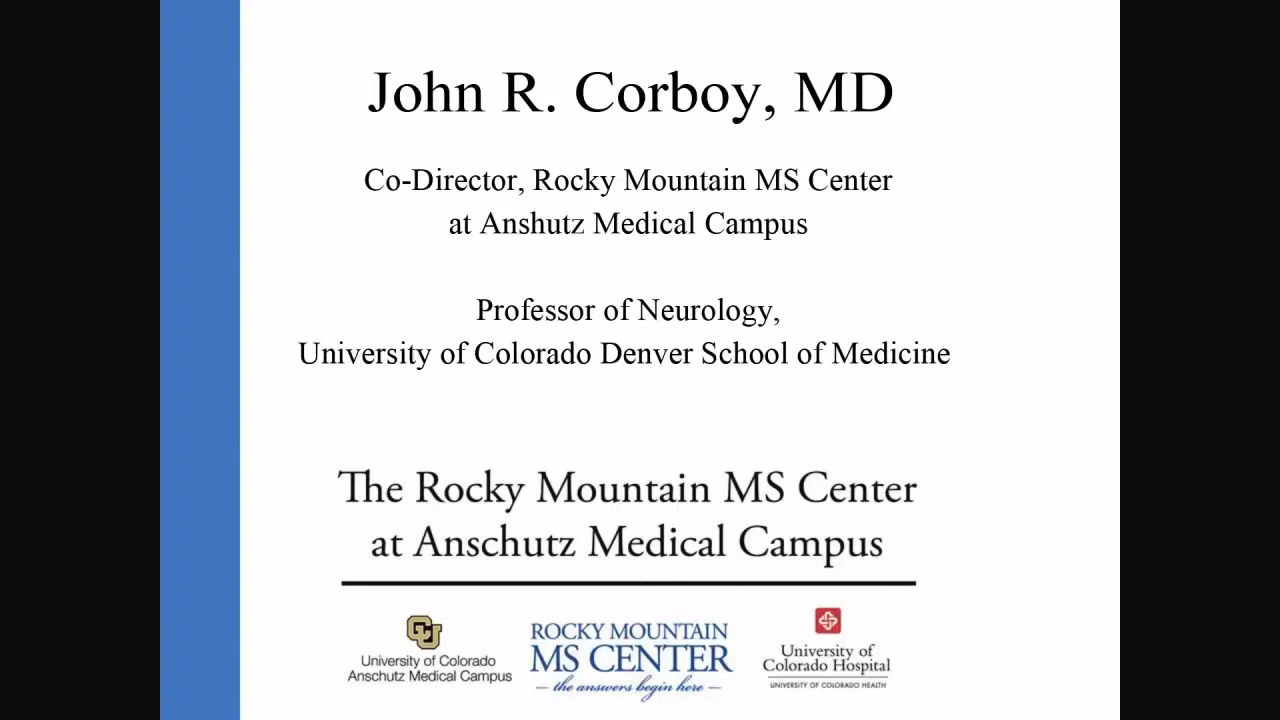 John R. Corboy, MD
Co-Director, Rocky Mountain MS Center
at Anshutz Medical Campus
Professor of Neurology,
University of Colorado Denver School of Medicine
The Rocky Mountain MS Center
at Anschutz Medical Campus
CU
University of Colorado
Anschutz Medical Campus
ROCKY MOUNTAIN
MS CENTER
— the answers begin here —
University of
Colorado Hospital
UNIVERSITY OF COLORADO HEALTH